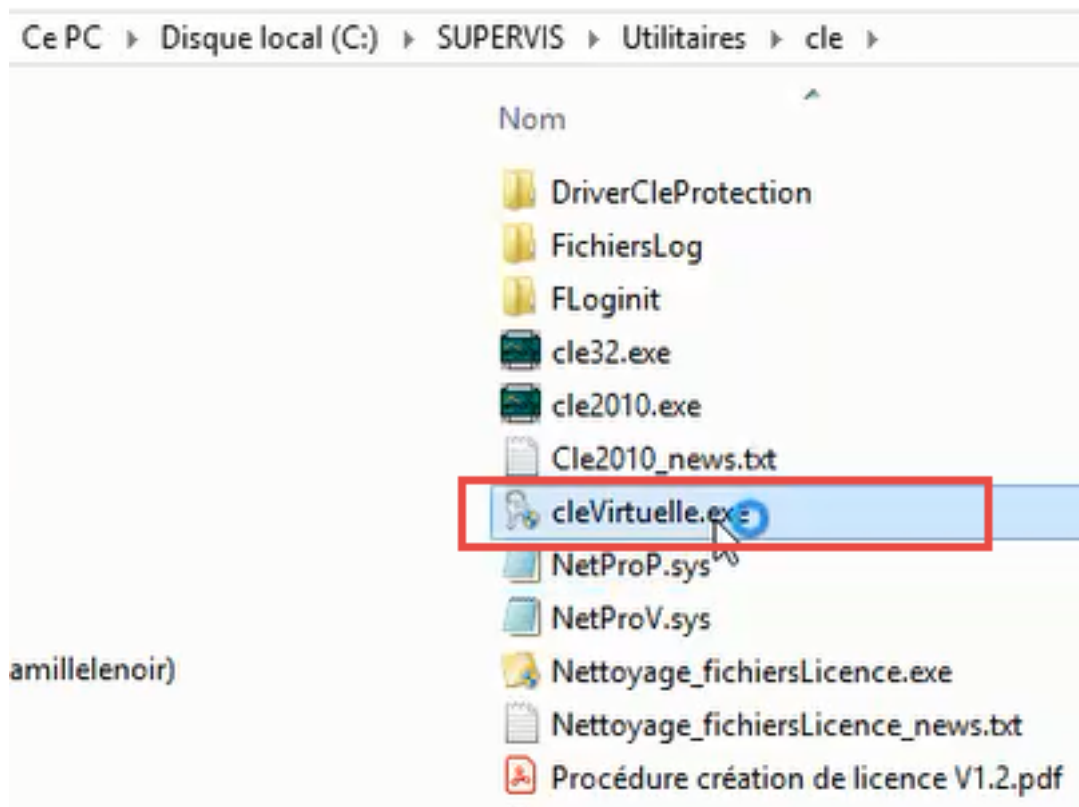 Ce PC ▸ Disque local (C:) ▸ SUPERVIS ▸ Utilitaires ▸ cle ▸
Nom
DriverCleProtection
FichiersLog
FLoginit
cle32.exe
cle2010.exe
Cle2010_news.txt
cleVirtuelle.exe
NetProP.sys
NetProV.sys
amillelenoir)
Nettoyage_fichiersLicence.exe
Nettoyage_fichiersLicence_news.txt
Procédure création de licence V1.2.pdf